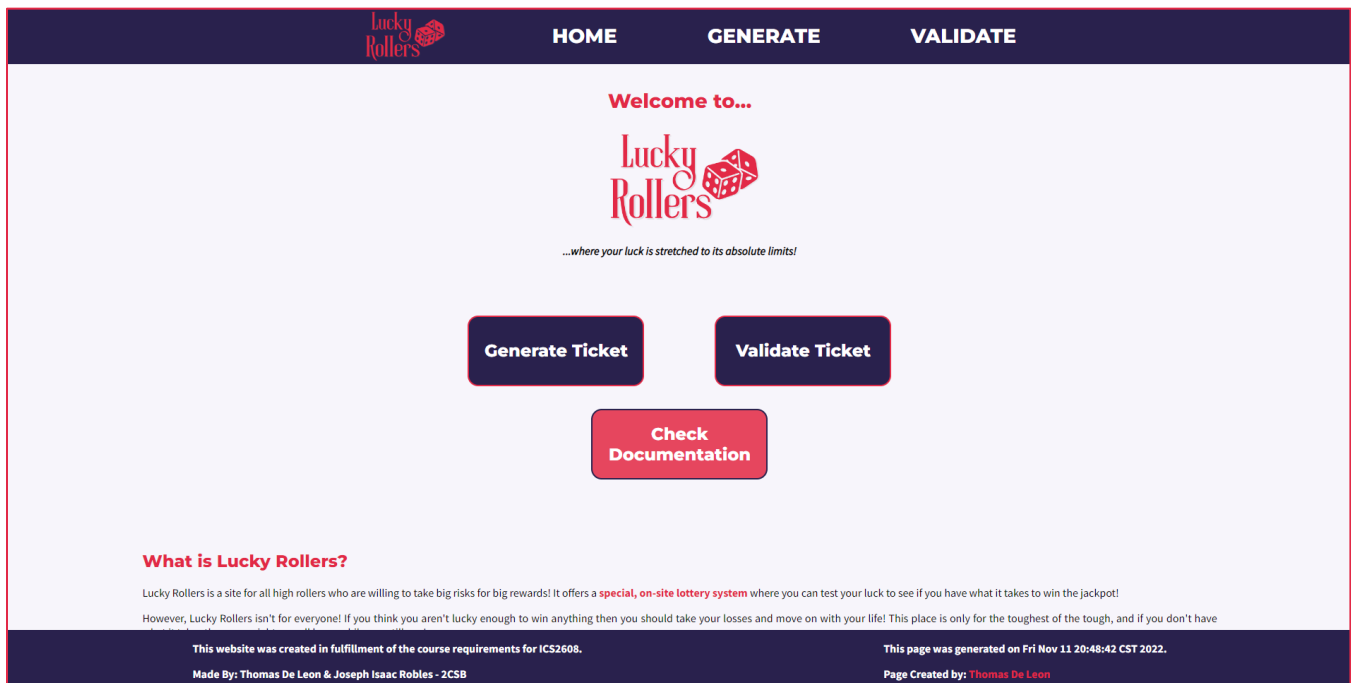 Lucky Rollers
HOME
GENERATE
VALIDATE
Welcome to...
Lucky
Rollers
...where your luck is stretched to its absolute limits!
Generate Ticket
Validate Ticket
Check
Documentation
What is Lucky Rollers?
Lucky Rollers is a site for all high rollers who are willing to take big risks for big rewards! It offers a special, on-site lottery system where you can test your luck to see if you have what it takes to win the jackpot!
However, Lucky Rollers isn't for everyone! If you think you aren't lucky enough to win anything then you should take your losses and move on with your life! This place is only for the toughest of the tough, and if you don't have
This website was created in fulfillment of the course requirements for ICS2608.
Made By: Thomas De Leon & Joseph Isaac Robles - 2CSB
This page was generated on Fri Nov 11 20:48:42 CST 2022.
Page Created by: Thomas De Leon